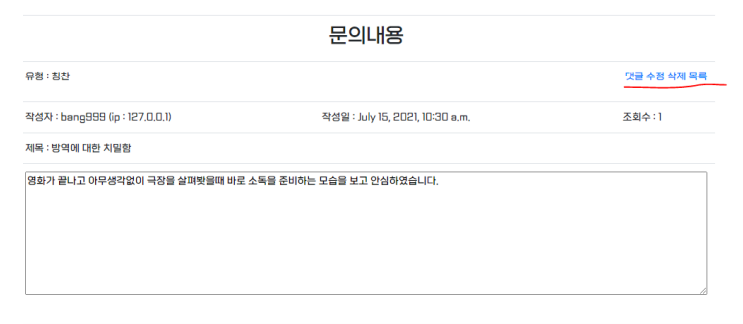 문의내용
유형 : 칭찬
댓글 수정 삭제 목록
작성자 : bang999 (ip : 127.0.0.1)
작성일 : July 15, 2021, 10:30 a.m.
조회수 : 1
제목 : 방역에 대한 치밀함
영화가 끝나고 아무생각없이 극장을 살펴봣을때 바로 소독을 준비하는 모습을 보고 안심하였습니다.